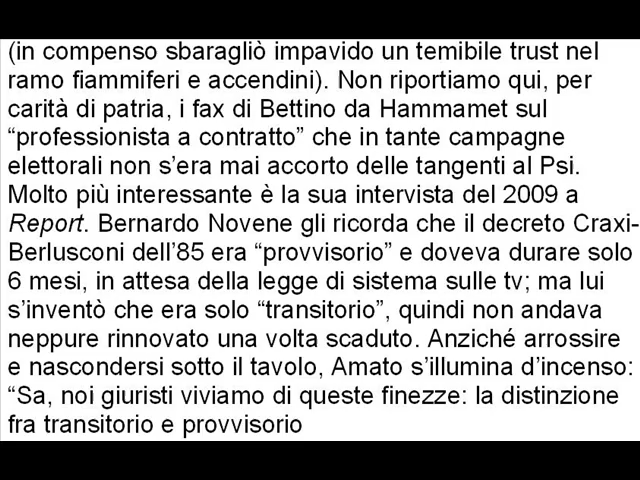 (in compenso sbaragliò impavido un temibile trust nel
ramo fiammiferi e accendini). Non riportiamo qui, per
carità di patria, i fax di Bettino da Hammamet sul
“professionista a contratto” che in tante campagne
elettorali non s’era mai accorto delle tangenti al Psi.
Molto più interessante è la sua intervista del 2009 a
Report. Bernardo Novene gli ricorda che il decreto Craxi-
Berlusconi dell’85 era “provvisorio” e doveva durare solo
6 mesi, in attesa della legge di sistema sulle tv; ma lui
s’inventò che era solo “transitorio”, quindi non andava
neppure rinnovato una volta scaduto. Anziché arrossire
e nascondersi sotto il tavolo, Amato s’illumina d’incenso:
“Sa, noi giuristi viviamo di queste finezze: la distinzione
fra transitorio e provvisorio